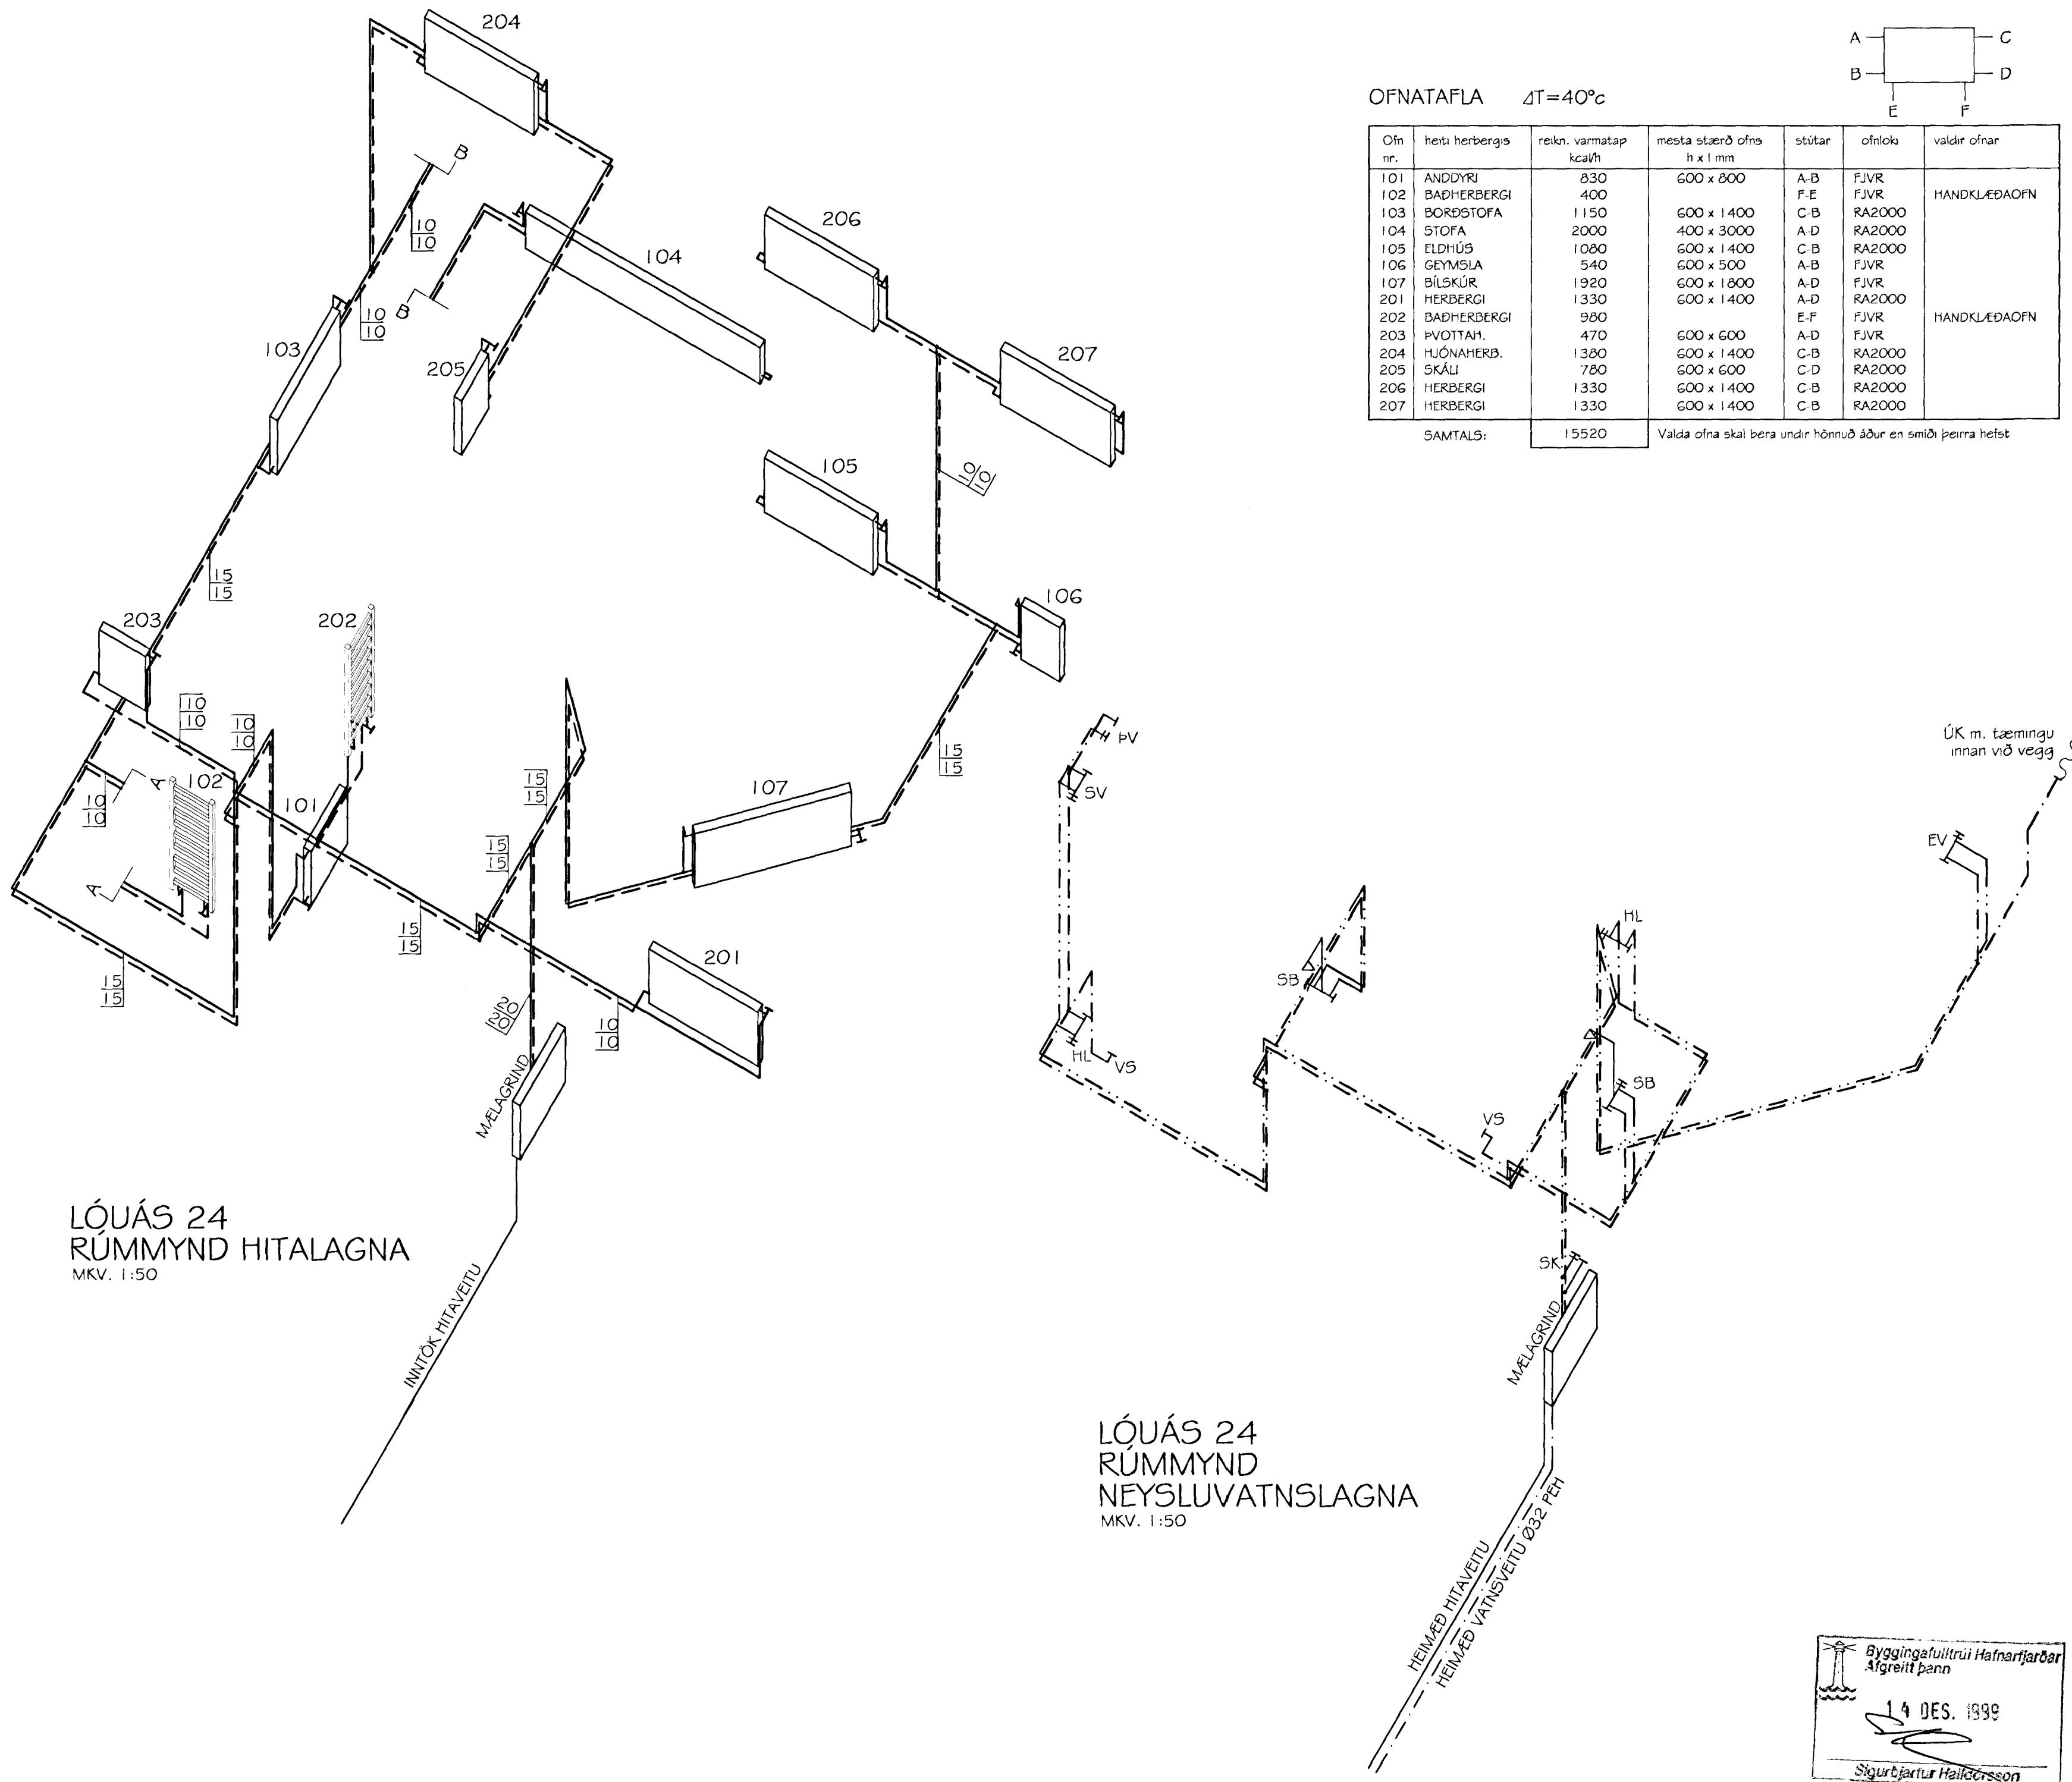 A C
B D
E F
OFNATAFLA ΔT=40°c
Ofn nr. heiti herbergis reikn. varmatap kcal/h mesta stærð ofns h x l mm stútar ofnloki valdir ofnar
101 ANDDYRI 830 600 x 800 A-B FJVR
102 BAÐHERBERGI 400 F-E FJVR HANDKLÆÐAOFN
103 BORÐSTOFA 1150 600 x 1400 C-B RA2000
104 STOFA 2000 400 x 3000 A-D RA2000
105 ELDHÚS 1080 600 x 1400 C-B RA2000
106 GEYMSLA 540 600 x 500 A-B FJVR
107 BÍLSKÚR 1920 600 x 1800 A-D FJVR
201 HERBERGI 1330 600 x 1400 A-D RA2000
202 BAÐHERBERGI 980 E-F FJVR HANDKLÆÐAOFN
203 ÞVOTTAH. 470 600 x 600 A-D FJVR
204 HJÓNAHERB. 1380 600 x 1400 C-B RA2000
205 SKÁLI 780 600 x 600 C-D RA2000
206 HERBERGI 1330 600 x 1400 C-B RA2000
207 HERBERGI 1330 600 x 1400 C-B RA2000
SAMTALS: 15520 Valda ofna skal bera undir hönnuð áður en smíði þeirra hefst
204
B
10
10
A
206
104
B
10
10
103
205
207
105
10
10
15
15
106
203
202
10
10
10
10
15
15
A
102
10
10
101
15
15
107
15
15
A
15
15
201
15
15
20
20
10
10
MÆLAGRIND
INNTÖK HITAVEITU
LÓUÁS 24
RÚMMYND HITALAGNA
MKV. 1:50
ÞV
SV
ÚK m. tæmingu
innan við vegg
EV
HL
SB
HL
VS
SB
VS
SK
MÆLAGRIND
LÓUÁS 24
RÚMMYND
NEYSLUVATNSLAGNA
MKV. 1:50
HEIMÆÐ HITAVEITU
HEIMÆÐ VATNSVEITU Ø32 PEH
Byggingafulltrúi Hafnarfjarðar
Afgreitt þann
14 DES. 1999
Sigurbjartur Halldórsson